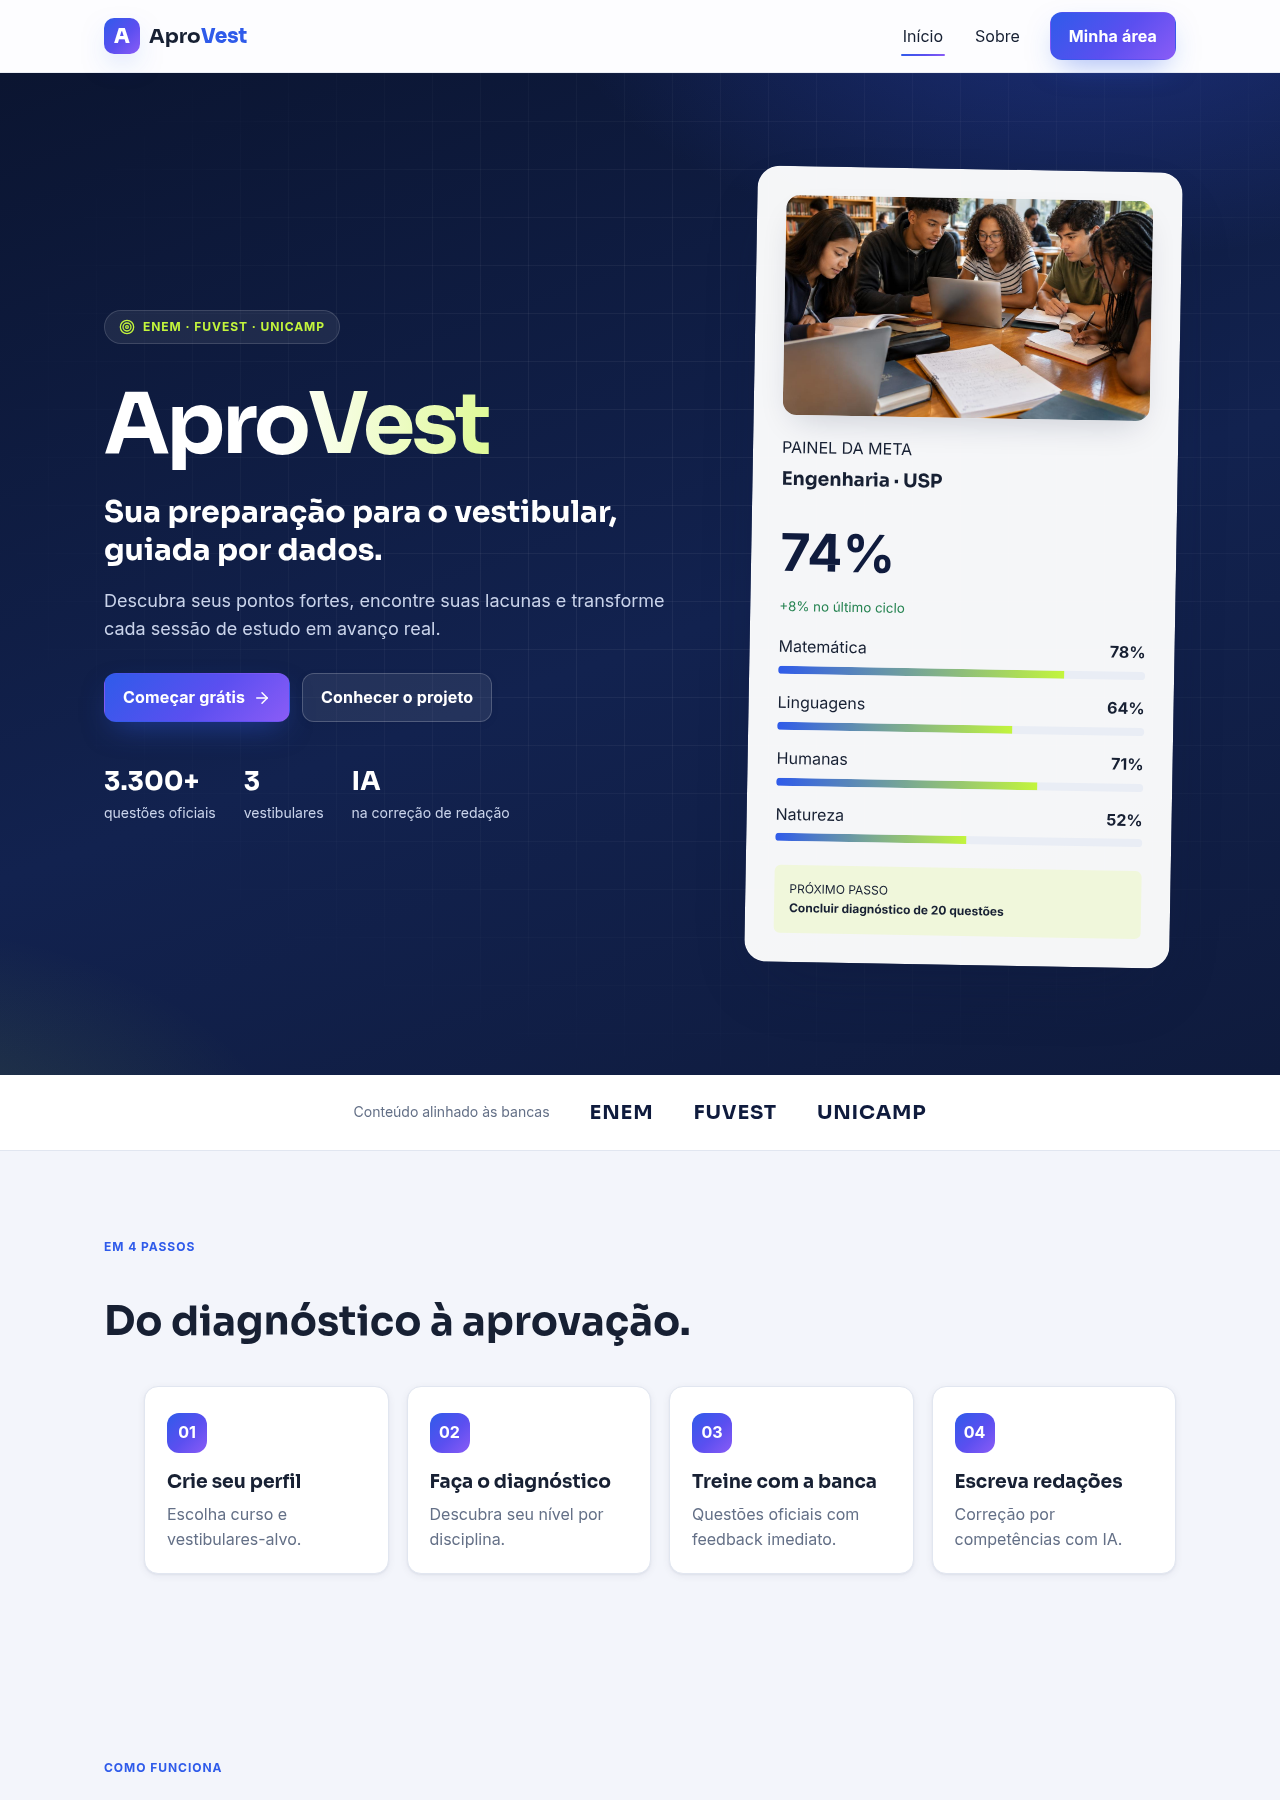 A AproVest
Início
Sobre
Minha área
ENEM · FUVEST · UNICAMP
AproVest
Sua preparação para o vestibular,
guiada por dados.
Descubra seus pontos fortes, encontre suas lacunas e transforme
cada sessão de estudo em avanço real.
Começar grátis →
Conhecer o projeto
3.300+
questões oficiais
3
vestibulares
IA
na correção de redação
PAINEL DA META
Engenharia · USP
74%
+8% no último ciclo
Matemática 78%
Linguagens 64%
Humanas 71%
Natureza 52%
PRÓXIMO PASSO
Concluir diagnóstico de 20 questões
Conteúdo alinhado às bancas
ENEM
FUVEST
UNICAMP
EM 4 PASSOS
Do diagnóstico à aprovação.
01
Crie seu perfil
Escolha curso e
vestibulares-alvo.
02
Faça o diagnóstico
Descubra seu nível por
disciplina.
03
Treine com a banca
Questões oficiais com
feedback imediato.
04
Escreva redações
Correção por
competências com IA.
COMO FUNCIONA